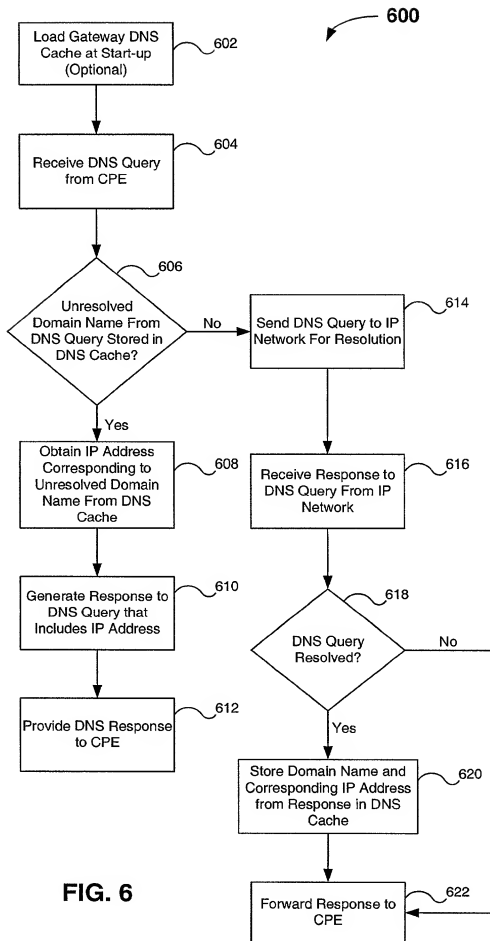 600
Load Gateway DNS
Cache at Start-up
(Optional)
602
Receive DNS Query
from CPE
604
606
Unresolved
Domain Name From
DNS Query Stored in
DNS Cache?
No
Yes
Send DNS Query to IP
Network For Resolution
614
Obtain IP Address
Corresponding to
Unresolved Domain
Name From DNS
Cache
608
Receive Response to
DNS Query From IP
Network
616
Generate Response to
DNS Query that
Includes IP Address
610
618
DNS Query
Resolved?
No
Yes
Provide DNS Response
to CPE
612
Store Domain Name and
Corresponding IP Address
from Response in DNS
Cache
620
Forward Response to
CPE
622
FIG. 6